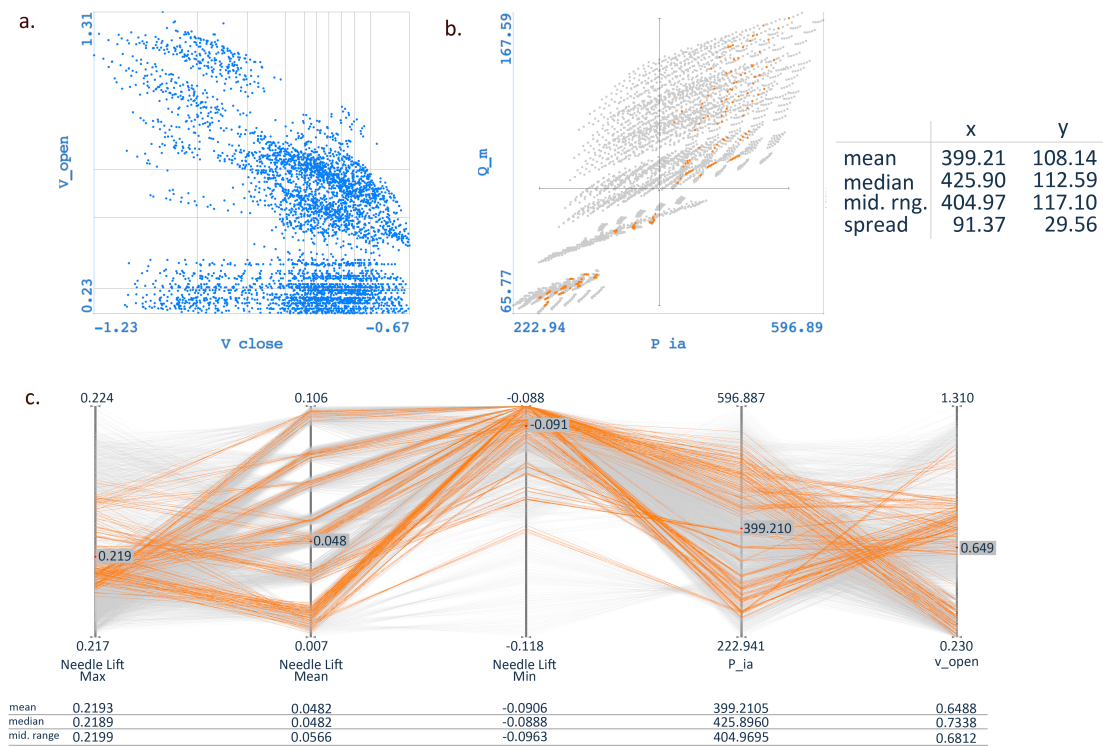 a.
1.31
V_open
0.23
-1.23
-0.67
V close
b.
167.59
Q_m
65.77
222.94
596.89
P ia
x y
mean 399.21 108.14
median 425.90 112.59
mid. rng. 404.97 117.10
spread 91.37 29.56
c.
0.224 0.106 -0.088 596.887 1.310
-0.091
399.210
0.048
0.649
0.219
0.217 0.007 -0.118 222.941 0.230
Needle Lift Needle Lift Needle Lift P_ia v_open
Max Mean Min
mean 0.2193 0.0482 -0.0906 399.2105 0.6488
median 0.2189 0.0482 -0.0888 425.8960 0.7338
mid. range 0.2199 0.0566 -0.0963 404.9695 0.6812